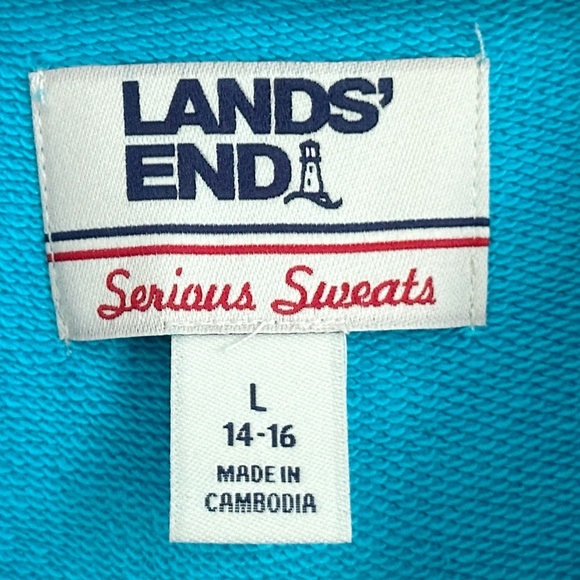 LANDS'
END
Serious Sweats
L
14-16
MADE IN
CAMBODIA